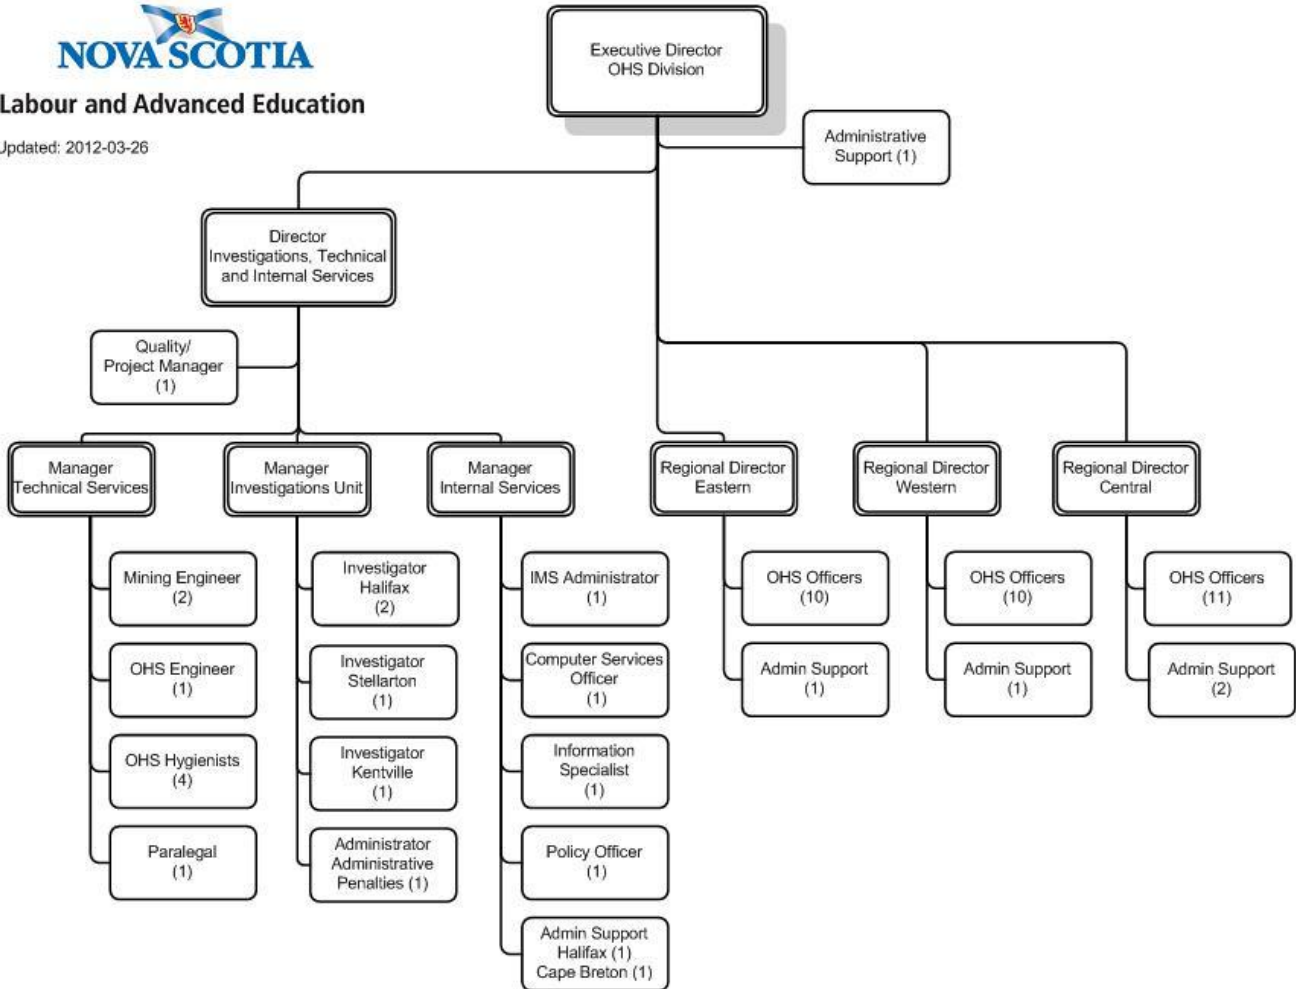 NOVA SCOTIA
Labour and Advanced Education
Updated: 2012-03-26
Executive Director
OHS Division
Administrative
Support (1)
Director
Investigations, Technical
and Internal Services
Quality/
Project Manager
(1)
Manager
Technical Services
Manager
Investigations Unit
Manager
Internal Services
Regional Director
Eastern
Regional Director
Western
Regional Director
Central
Mining Engineer
(2)
OHS Engineer
(1)
OHS Hygienists
(4)
Paralegal
(1)
Investigator
Halifax
(2)
Investigator
Stellarton
(1)
Investigator
Kentville
(1)
Administrator
Administrative
Penalties (1)
IMS Administrator
(1)
Computer Services
Officer
(1)
Information
Specialist
(1)
Policy Officer
(1)
Admin Support
Halifax (1)
Cape Breton (1)
OHS Officers
(10)
Admin Support
(1)
OHS Officers
(10)
Admin Support
(1)
OHS Officers
(11)
Admin Support
(2)